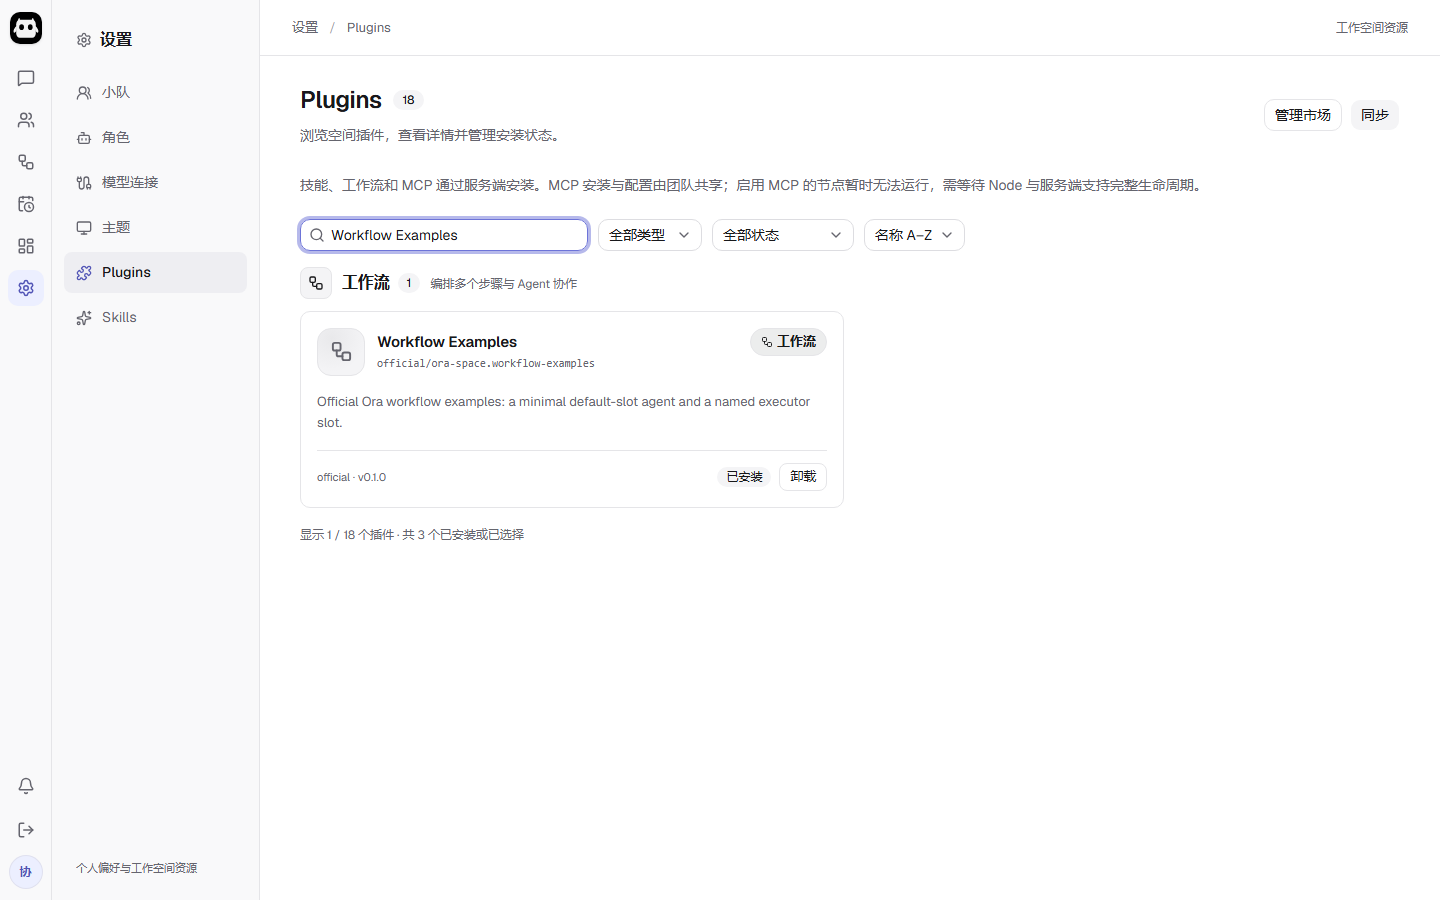 设置
小队
角色
模型连接
主题
Plugins
Skills
个人偏好与工作空间资源
协
设置 / Plugins
工作空间资源
Plugins 18
浏览空间插件，查看详情并管理安装状态。
管理市场
同步
技能、工作流和 MCP 通过服务端安装。MCP 安装与配置由团队共享；启用 MCP 的节点暂时无法运行，需等待 Node 与服务端支持完整生命周期。
Workflow Examples
全部类型
全部状态
名称 A–Z
工作流 1 编排多个步骤与 Agent 协作
Workflow Examples
工作流
official/ora-space.workflow-examples
Official Ora workflow examples: a minimal default-slot agent and a named executor
slot.
official · v0.1.0
已安装
卸载
显示 1 / 18 个插件 · 共 3 个已安装或已选择